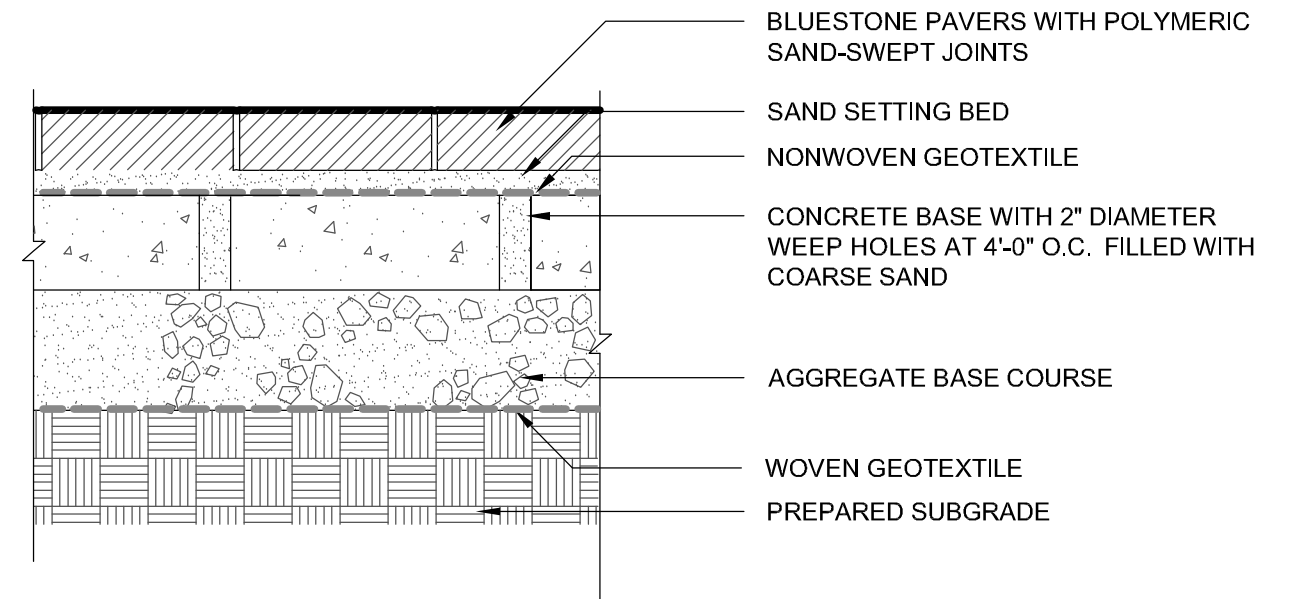 BLUESTONE PAVERS WITH POLYMERIC
SAND-SWEPT JOINTS
SAND SETTING BED
NONWOVEN GEOTEXTILE
CONCRETE BASE WITH 2" DIAMETER
WEEP HOLES AT 4'-0" O.C. FILLED WITH
COARSE SAND
AGGREGATE BASE COURSE
WOVEN GEOTEXTILE
PREPARED SUBGRADE